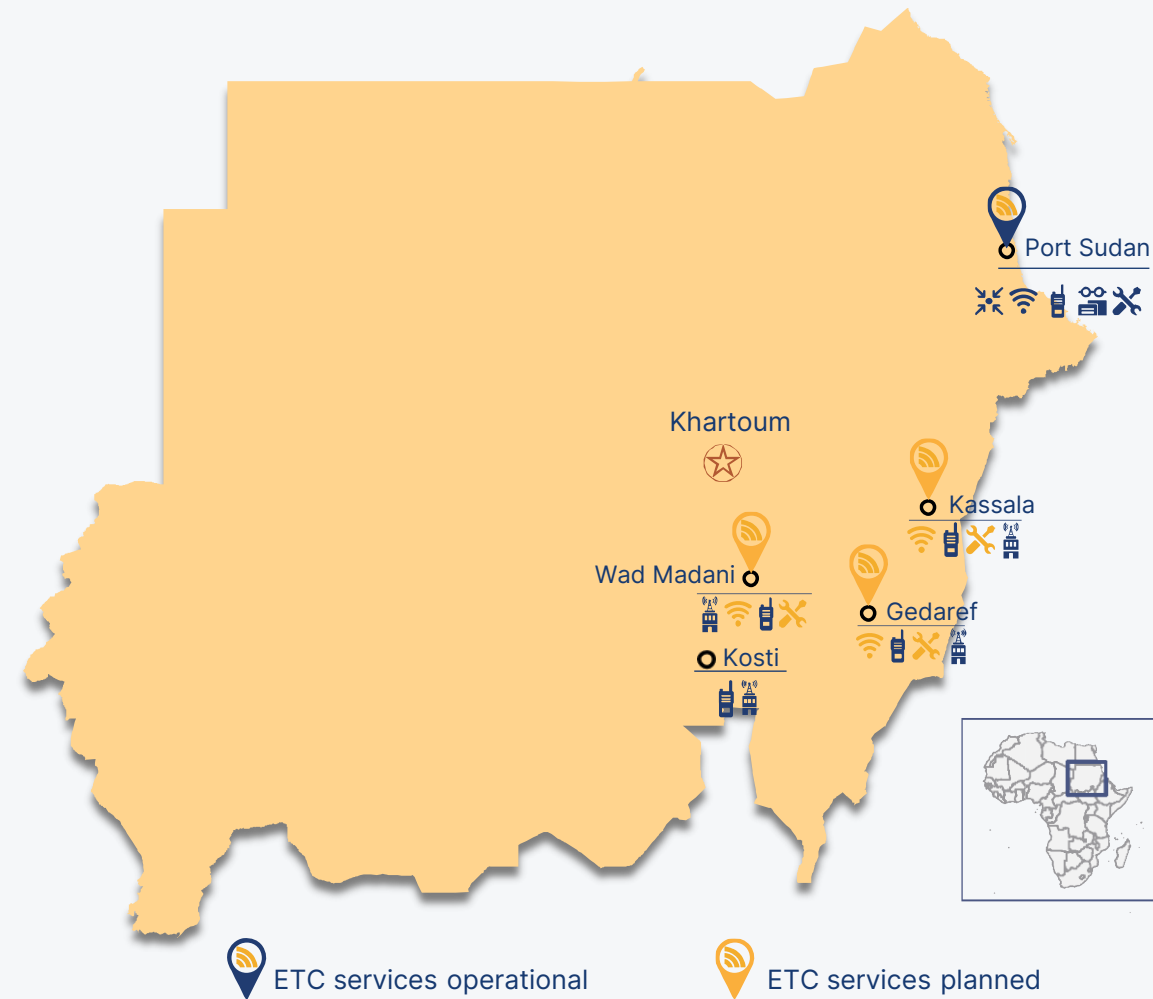 Port Sudan
Khartoum
Kassala
Wad Madani
Gedaref
Kosti
ETC services operational
ETC services planned